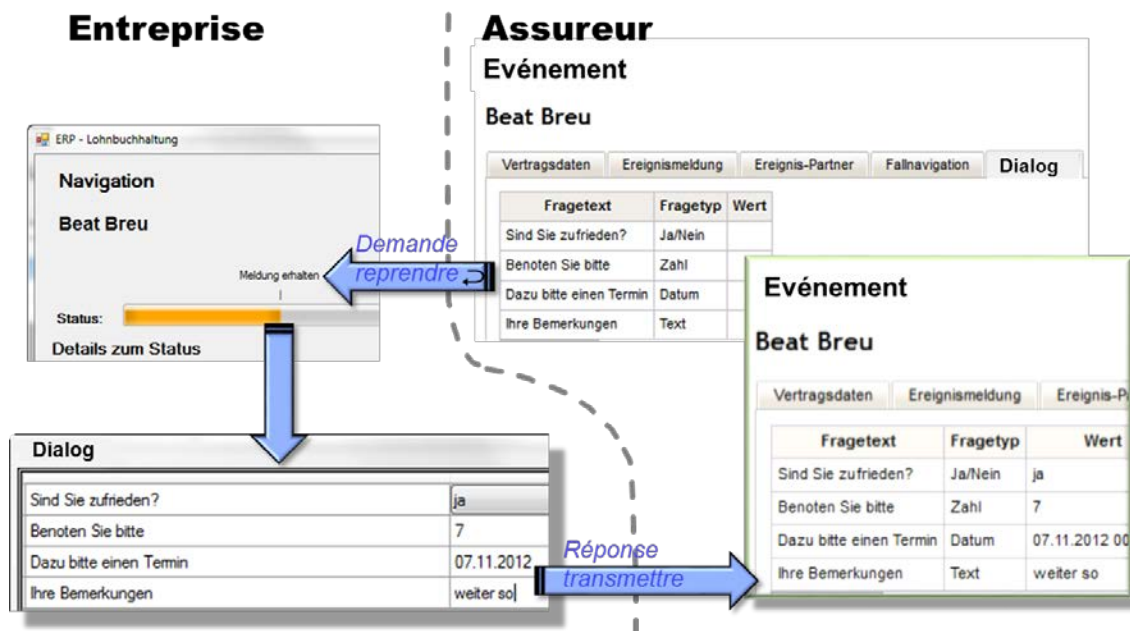 Entreprise
Assureur
Evénement
Beat Breu
Vertragsdaten Ereignismeldung Ereignis-Partner Fallnavigation Dialog
Fragetext Fragetyp Wert
Sind Sie zufrieden? Ja/Nein
Benoten Sie bitte Zahl
Dazu bitte einen Termin Datum
Ihre Bemerkungen Text
ERP - Lohnbuchhaltung
Navigation
Beat Breu
Meldung erhalten
Status:
Details zum Status
Demande
reprendre
Dialog
Sind Sie zufrieden? ja
Benoten Sie bitte 7
Dazu bitte einen Termin 07.11.2012
Ihre Bemerkungen weiter so
Réponse
transmettre
Evénement
Beat Breu
Vertragsdaten Ereignismeldung Ereignis-P
Fragetext Fragetyp Wert
Sind Sie zufrieden? Ja/Nein ja
Benoten Sie bitte Zahl 7
Dazu bitte einen Termin Datum 07.11.2012 00
Ihre Bemerkungen Text weiter so